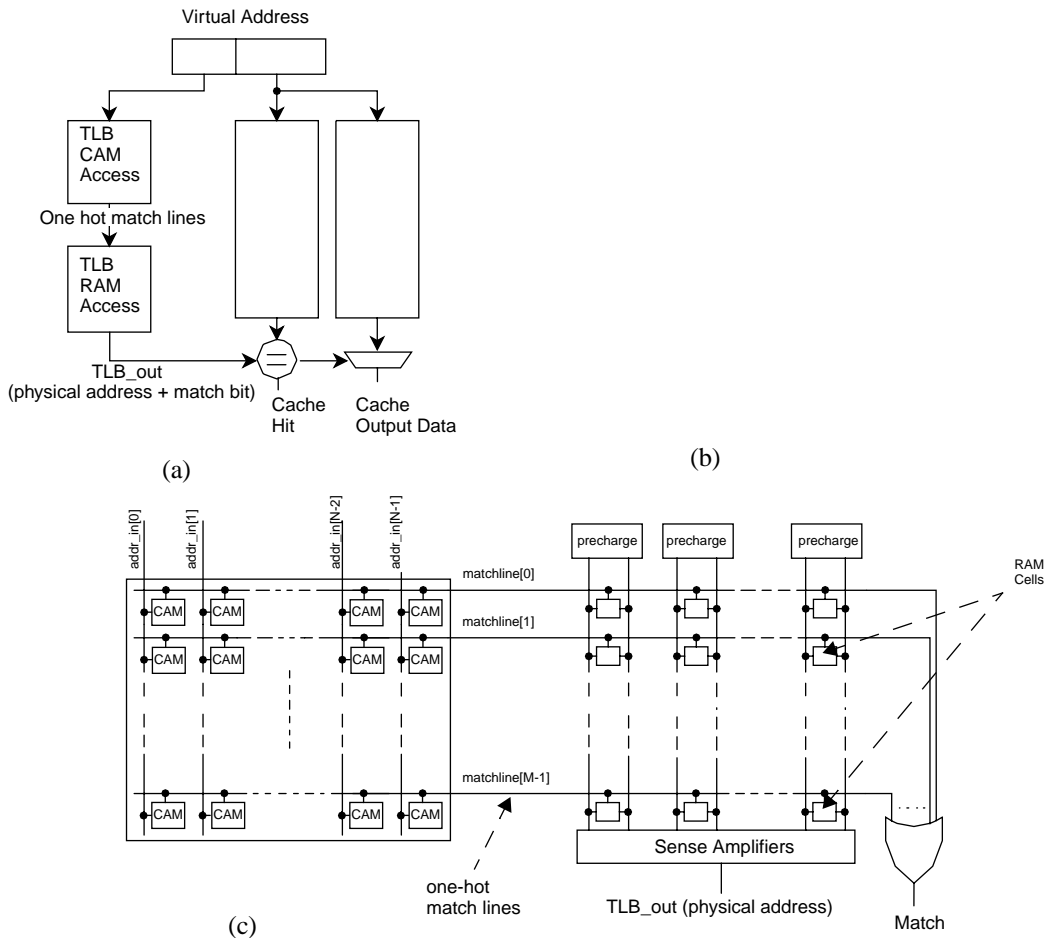 Virtual Address
TLB
CAM
Access
One hot match lines
TLB
RAM
Access
TLB_out
(physical address + match bit)
Cache
Hit
Cache
Output Data
(a)
(b)
addr_in[0]
addr_in[1]
addr_in[N-2]
addr_in[N-1]
precharge
precharge
precharge
RAM
Cells
matchline[0]
CAM
CAM
CAM
CAM
matchline[1]
CAM
CAM
CAM
CAM
matchline[M-1]
CAM
CAM
CAM
CAM
Sense Amplifiers
one-hot
match lines
TLB_out (physical address)
Match
(c)